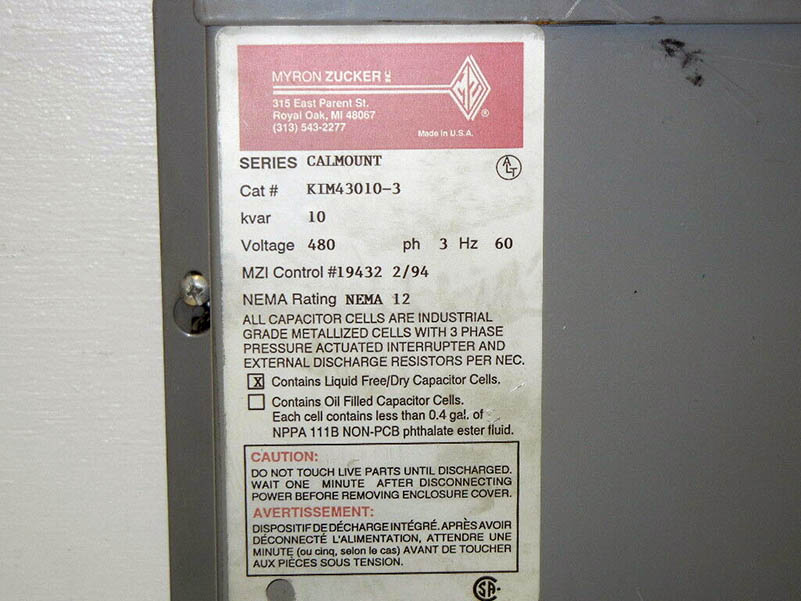 MYRON ZUCKER INC
315 East Parent St.
Royal Oak, MI 48067
(313) 543-2277
MZ
®
Made in U.S.A.
SERIES CALMOUNT
ALT
Cat # KIM43010-3
kvar 10
Voltage 480 ph 3 Hz 60
MZI Control #19432 2/94
NEMA Rating NEMA 12
ALL CAPACITOR CELLS ARE INDUSTRIAL
GRADE METALLIZED CELLS WITH 3 PHASE
PRESSURE ACTUATED INTERRUPTER AND
EXTERNAL DISCHARGE RESISTORS PER NEC.
X Contains Liquid Free/Dry Capacitor Cells.
Contains Oil Filled Capacitor Cells.
Each cell contains less than 0.4 gal. of
NPPA 111B NON-PCB phthalate ester fluid.
CAUTION:
DO NOT TOUCH LIVE PARTS UNTIL DISCHARGED.
WAIT ONE MINUTE AFTER DISCONNECTING
POWER BEFORE REMOVING ENCLOSURE COVER.
AVERTISSEMENT:
DISPOSITIF DE DÉCHARGE INTÉGRÉ. APRÈS AVOIR
DÉCONNECTÉ L'ALIMENTATION, ATTENDRE UNE
MINUTE (ou cinq, selon le cas) AVANT DE TOUCHER
AUX PIÈCES SOUS TENSION.
CSA